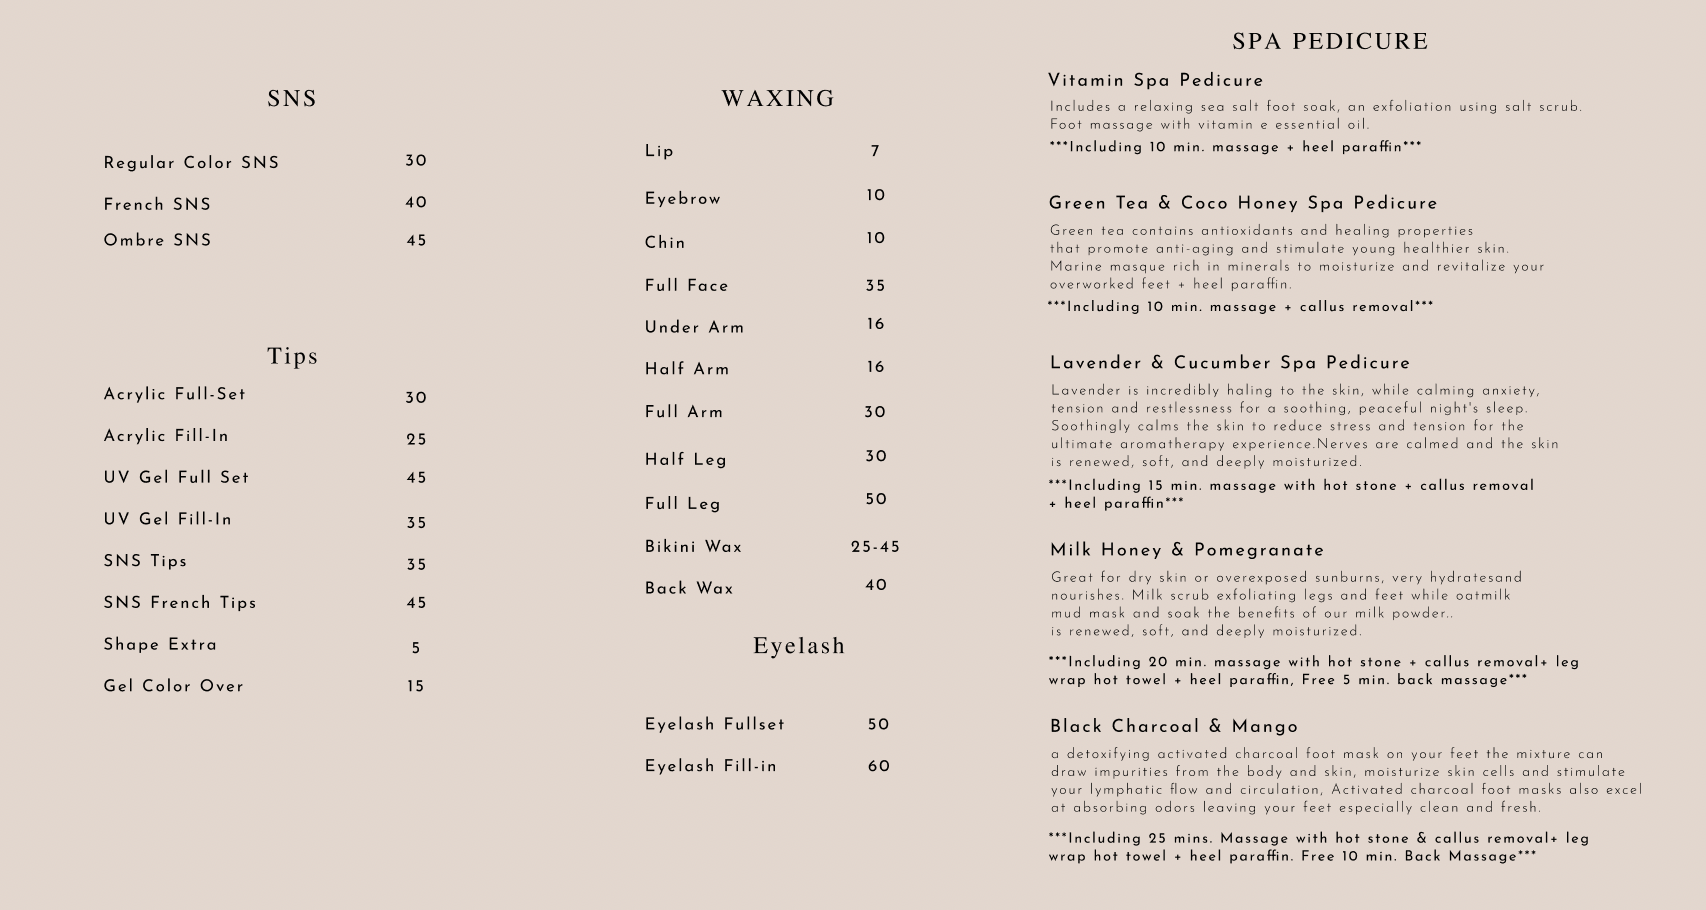 SNS
Regular Color SNS 30
French SNS 40
Ombre SNS 45
Tips
Acrylic Full-Set 30
Acrylic Fill-In 25
UV Gel Full Set 45
UV Gel Fill-In 35
SNS Tips 35
SNS French Tips 45
Shape Extra 5
Gel Color Over 15
WAXING
Lip 7
Eyebrow 10
Chin 10
Full Face 35
Under Arm 16
Half Arm 16
Full Arm 30
Half Leg 30
Full Leg 50
Bikini Wax 25-45
Back Wax 40
Eyelash
Eyelash Fullset 50
Eyelash Fill-in 60
SPA PEDICURE
Vitamin Spa Pedicure
Includes a relaxing sea salt foot soak, an exfoliation using salt scrub.
Foot massage with vitamin e essential oil.
***Including 10 min. massage + heel paraffin***
Green Tea & Coco Honey Spa Pedicure
Green tea contains antioxidants and healing properties
that promote anti-aging and stimulate young healthier skin.
Marine masque rich in minerals to moisturize and revitalize your
overworked feet + heel paraffin.
***Including 10 min. massage + callus removal***
Lavender & Cucumber Spa Pedicure
Lavender is incredibly haling to the skin, while calming anxiety,
tension and restlessness for a soothing, peaceful night's sleep.
Soothingly calms the skin to reduce stress and tension for the
ultimate aromatherapy experience.Nerves are calmed and the skin
is renewed, soft, and deeply moisturized.
***Including 15 min. massage with hot stone + callus removal
+ heel paraffin***
Milk Honey & Pomegranate
Great for dry skin or overexposed sunburns, very hydratesand
nourishes. Milk scrub exfoliating legs and feet while oatmilk
mud mask and soak the benefits of our milk powder..
is renewed, soft, and deeply moisturized.
***Including 20 min. massage with hot stone + callus removal+ leg
wrap hot towel + heel paraffin, Free 5 min. back massage***
Black Charcoal & Mango
a detoxifying activated charcoal foot mask on your feet the mixture can
draw impurities from the body and skin, moisturize skin cells and stimulate
your lymphatic flow and circulation, Activated charcoal foot masks also excel
at absorbing odors leaving your feet especially clean and fresh.
***Including 25 mins. Massage with hot stone & callus removal+ leg
wrap hot towel + heel paraffin. Free 10 min. Back Massage***